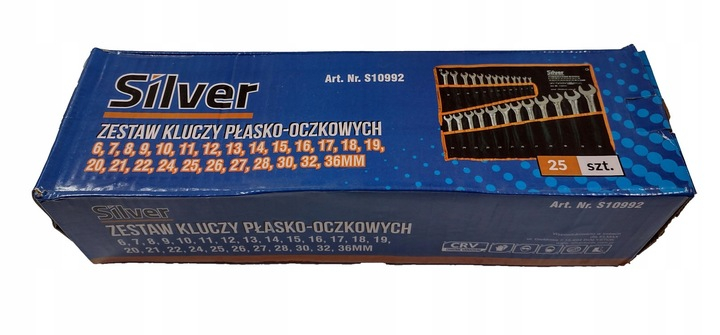 Silver
Art. Nr. S10992
ZESTAW KLUCZY PŁASKO-OCZKOWYCH
6, 7, 8, 9, 10, 11, 12, 13, 14, 15, 16, 17, 18, 19,
20, 21, 22, 24, 25, 26, 27, 28, 30, 32, 36MM
Silver
25 szt.
Silver
Art. Nr. S10992
ZESTAW KLUCZY PŁASKO-OCZKOWYCH
6, 7, 8, 9, 10, 11, 12, 13, 14, 15, 16, 17, 18, 19,
20, 21, 22, 24, 25, 26, 27, 28, 30, 32, 36MM
CRV